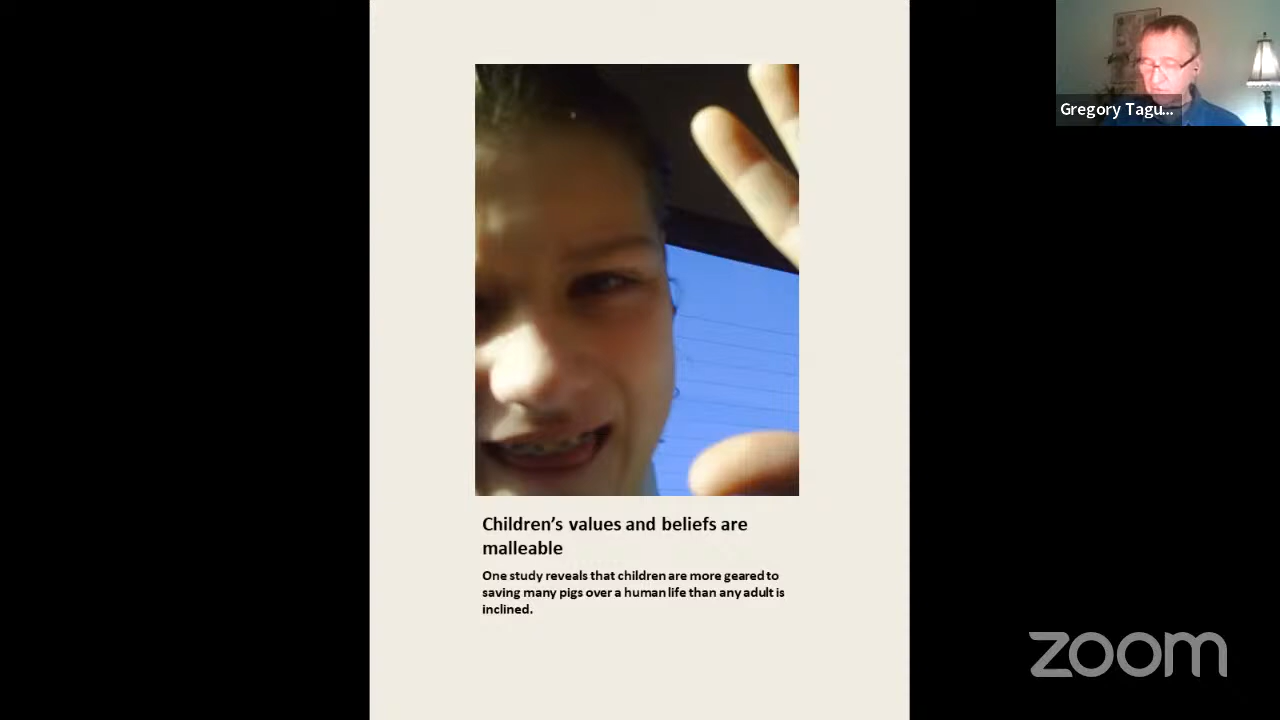 Gregory Tagu...
Children’s values and beliefs are
malleable
One study reveals that children are more geared to
saving many pigs over a human life than any adult is
inclined.
zoom